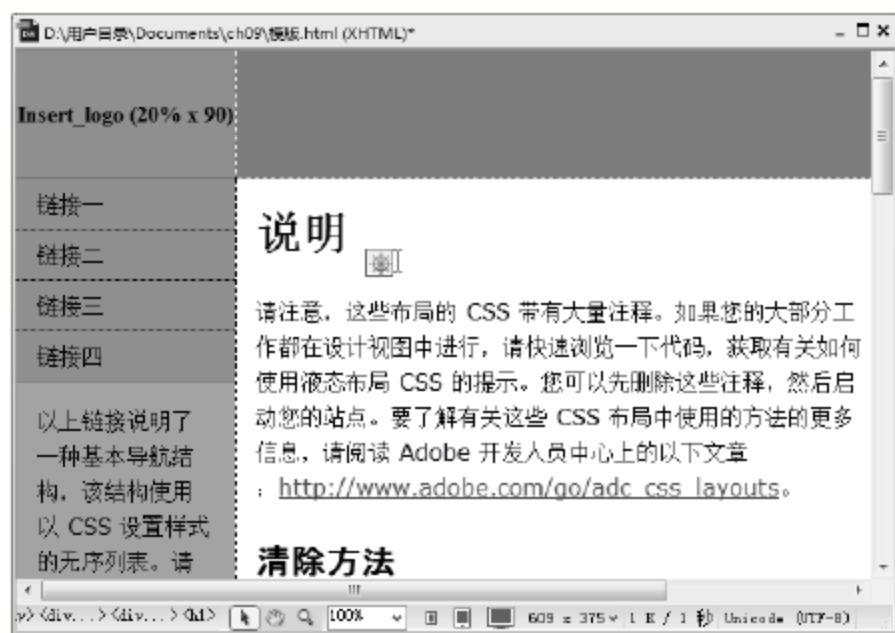 D:\用户目录\Documents\ch09\模版.html (XHTML)*
Insert_logo (20% x 90)
链接一
链接二
链接三
链接四
以上链接说明了
一种基本导航结
构，该结构使用
以 CSS 设置样式
的无序列表。请
说明
请注意，这些布局的 CSS 带有大量注释。如果您的大部分工
作都在设计视图中进行，请快速浏览一下代码，获取有关如何
使用液态布局 CSS 的提示。您可以先删除这些注释，然后启
动您的站点。要了解有关这些 CSS 布局中使用的方法的更多
信息，请阅读 Adobe 开发人员中心上的以下文章
：http://www.adobe.com/go/adc_css_layouts。
清除方法
y> <div...> <div...> <h1> 100% 609 x 375 1 K / 1 秒 Unicode (UTF-8)